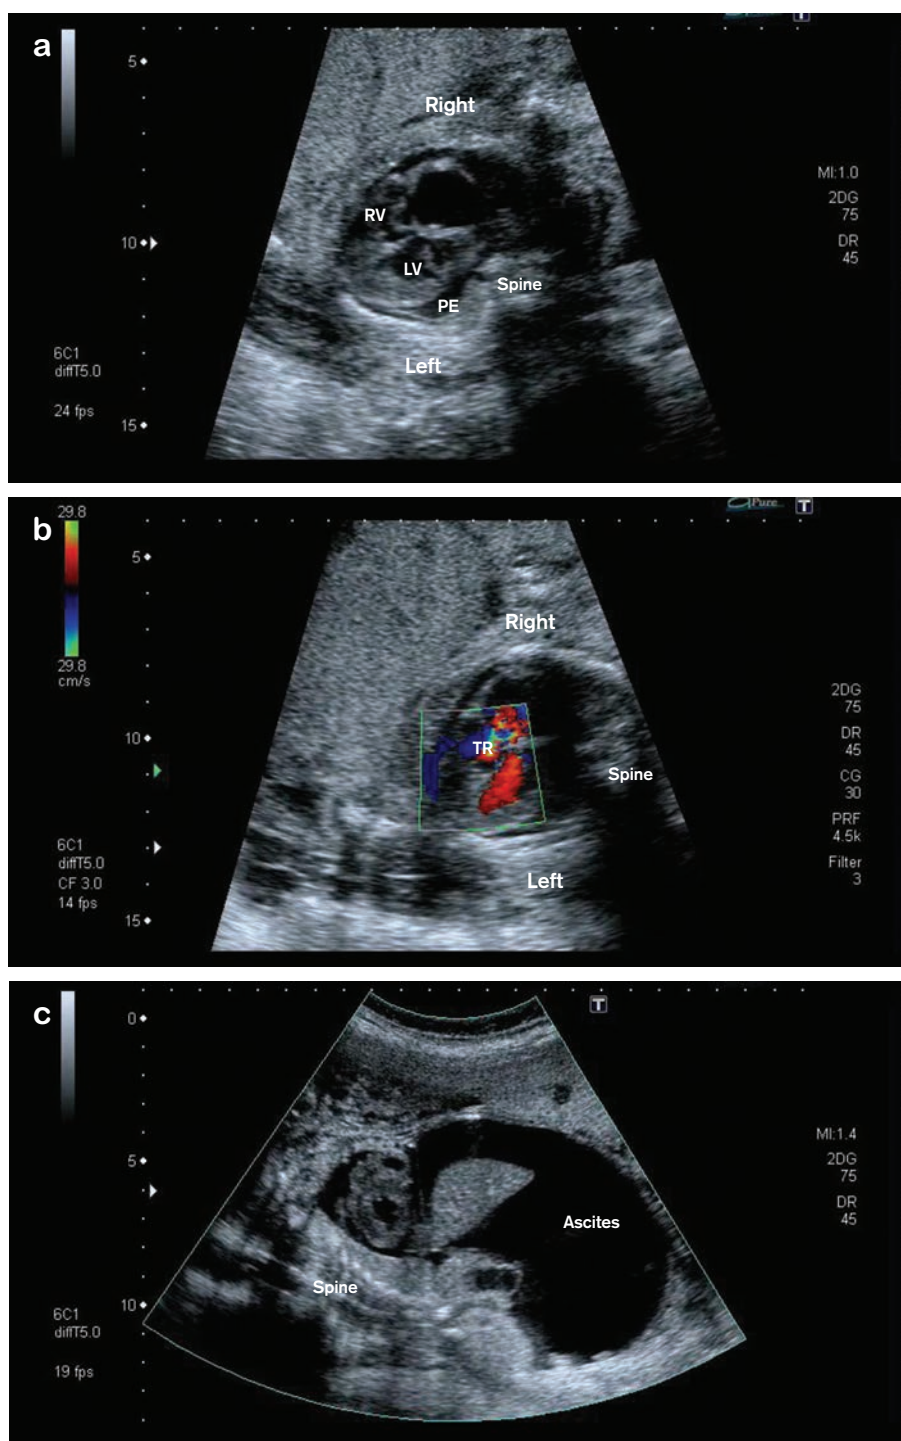 a
T
5
Right
MI:1.0
2DG
75
RV
DR
45
10
LV
Spine
PE
6C1
diffT5.0
Left
24 fps
15
b
29.8
Pure
T
5
Right
29.8
cm/s
2DG
75
10
TR
DR
45
Spine
CG
30
PRF
4.5k
6C1
diffT5.0
CF 3.0
14 fps
Filter
3
Left
15
c
T
0
MI:1.4
5
2DG
75
DR
45
Ascites
Spine
10
6C1
diffT5.0
19 fps